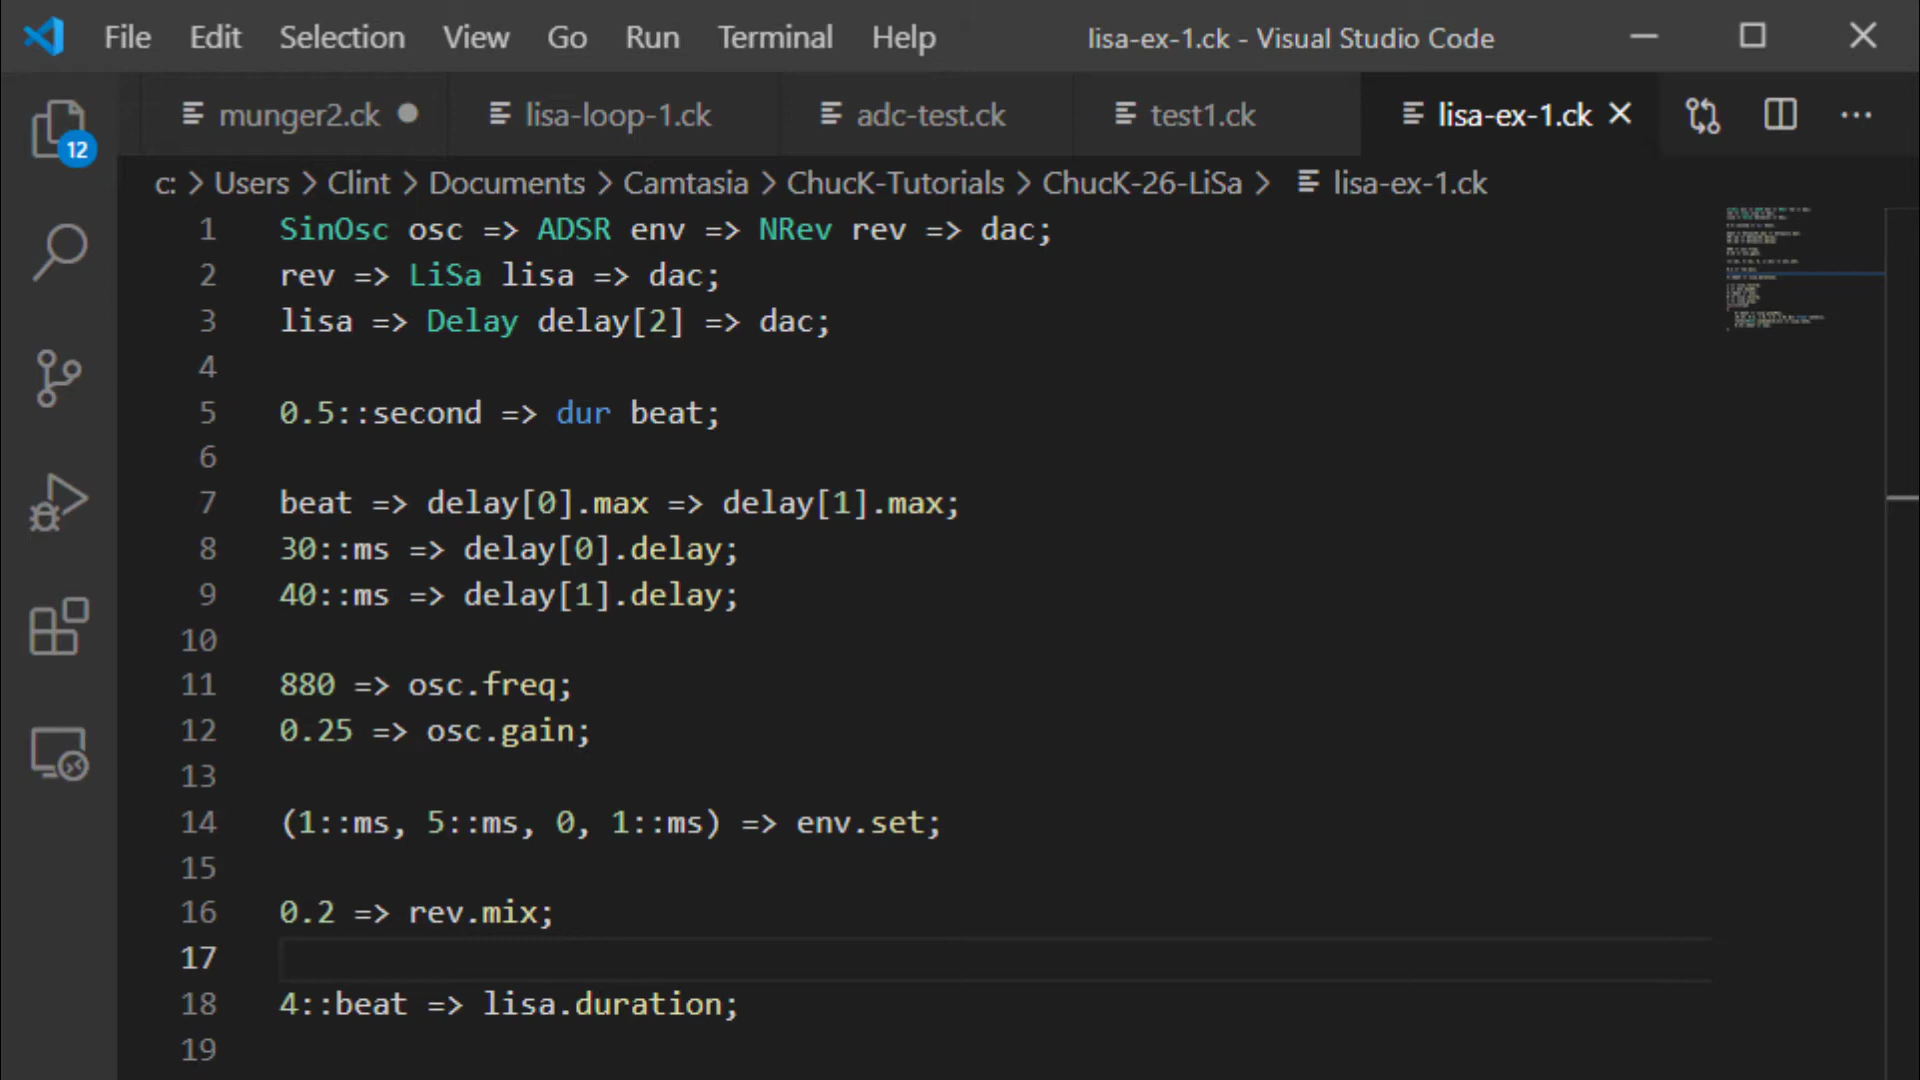 File Edit Selection View Go Run Terminal Help lisa-ex-1.ck - Visual Studio Code
munger2.ck lisa-loop-1.ck adc-test.ck test1.ck lisa-ex-1.ck
12
c: > Users > Clint > Documents > Camtasia > ChucK-Tutorials > ChucK-26-LiSa > lisa-ex-1.ck
1 SinOsc osc => ADSR env => NRev rev => dac;
2 rev => LiSa lisa => dac;
3 lisa => Delay delay[2] => dac;
4
5 0.5::second => dur beat;
6
7 beat => delay[0].max => delay[1].max;
8 30::ms => delay[0].delay;
9 40::ms => delay[1].delay;
10
11 880 => osc.freq;
12 0.25 => osc.gain;
13
14 (1::ms, 5::ms, 0, 1::ms) => env.set;
15
16 0.2 => rev.mix;
17
18 4::beat => lisa.duration;
19